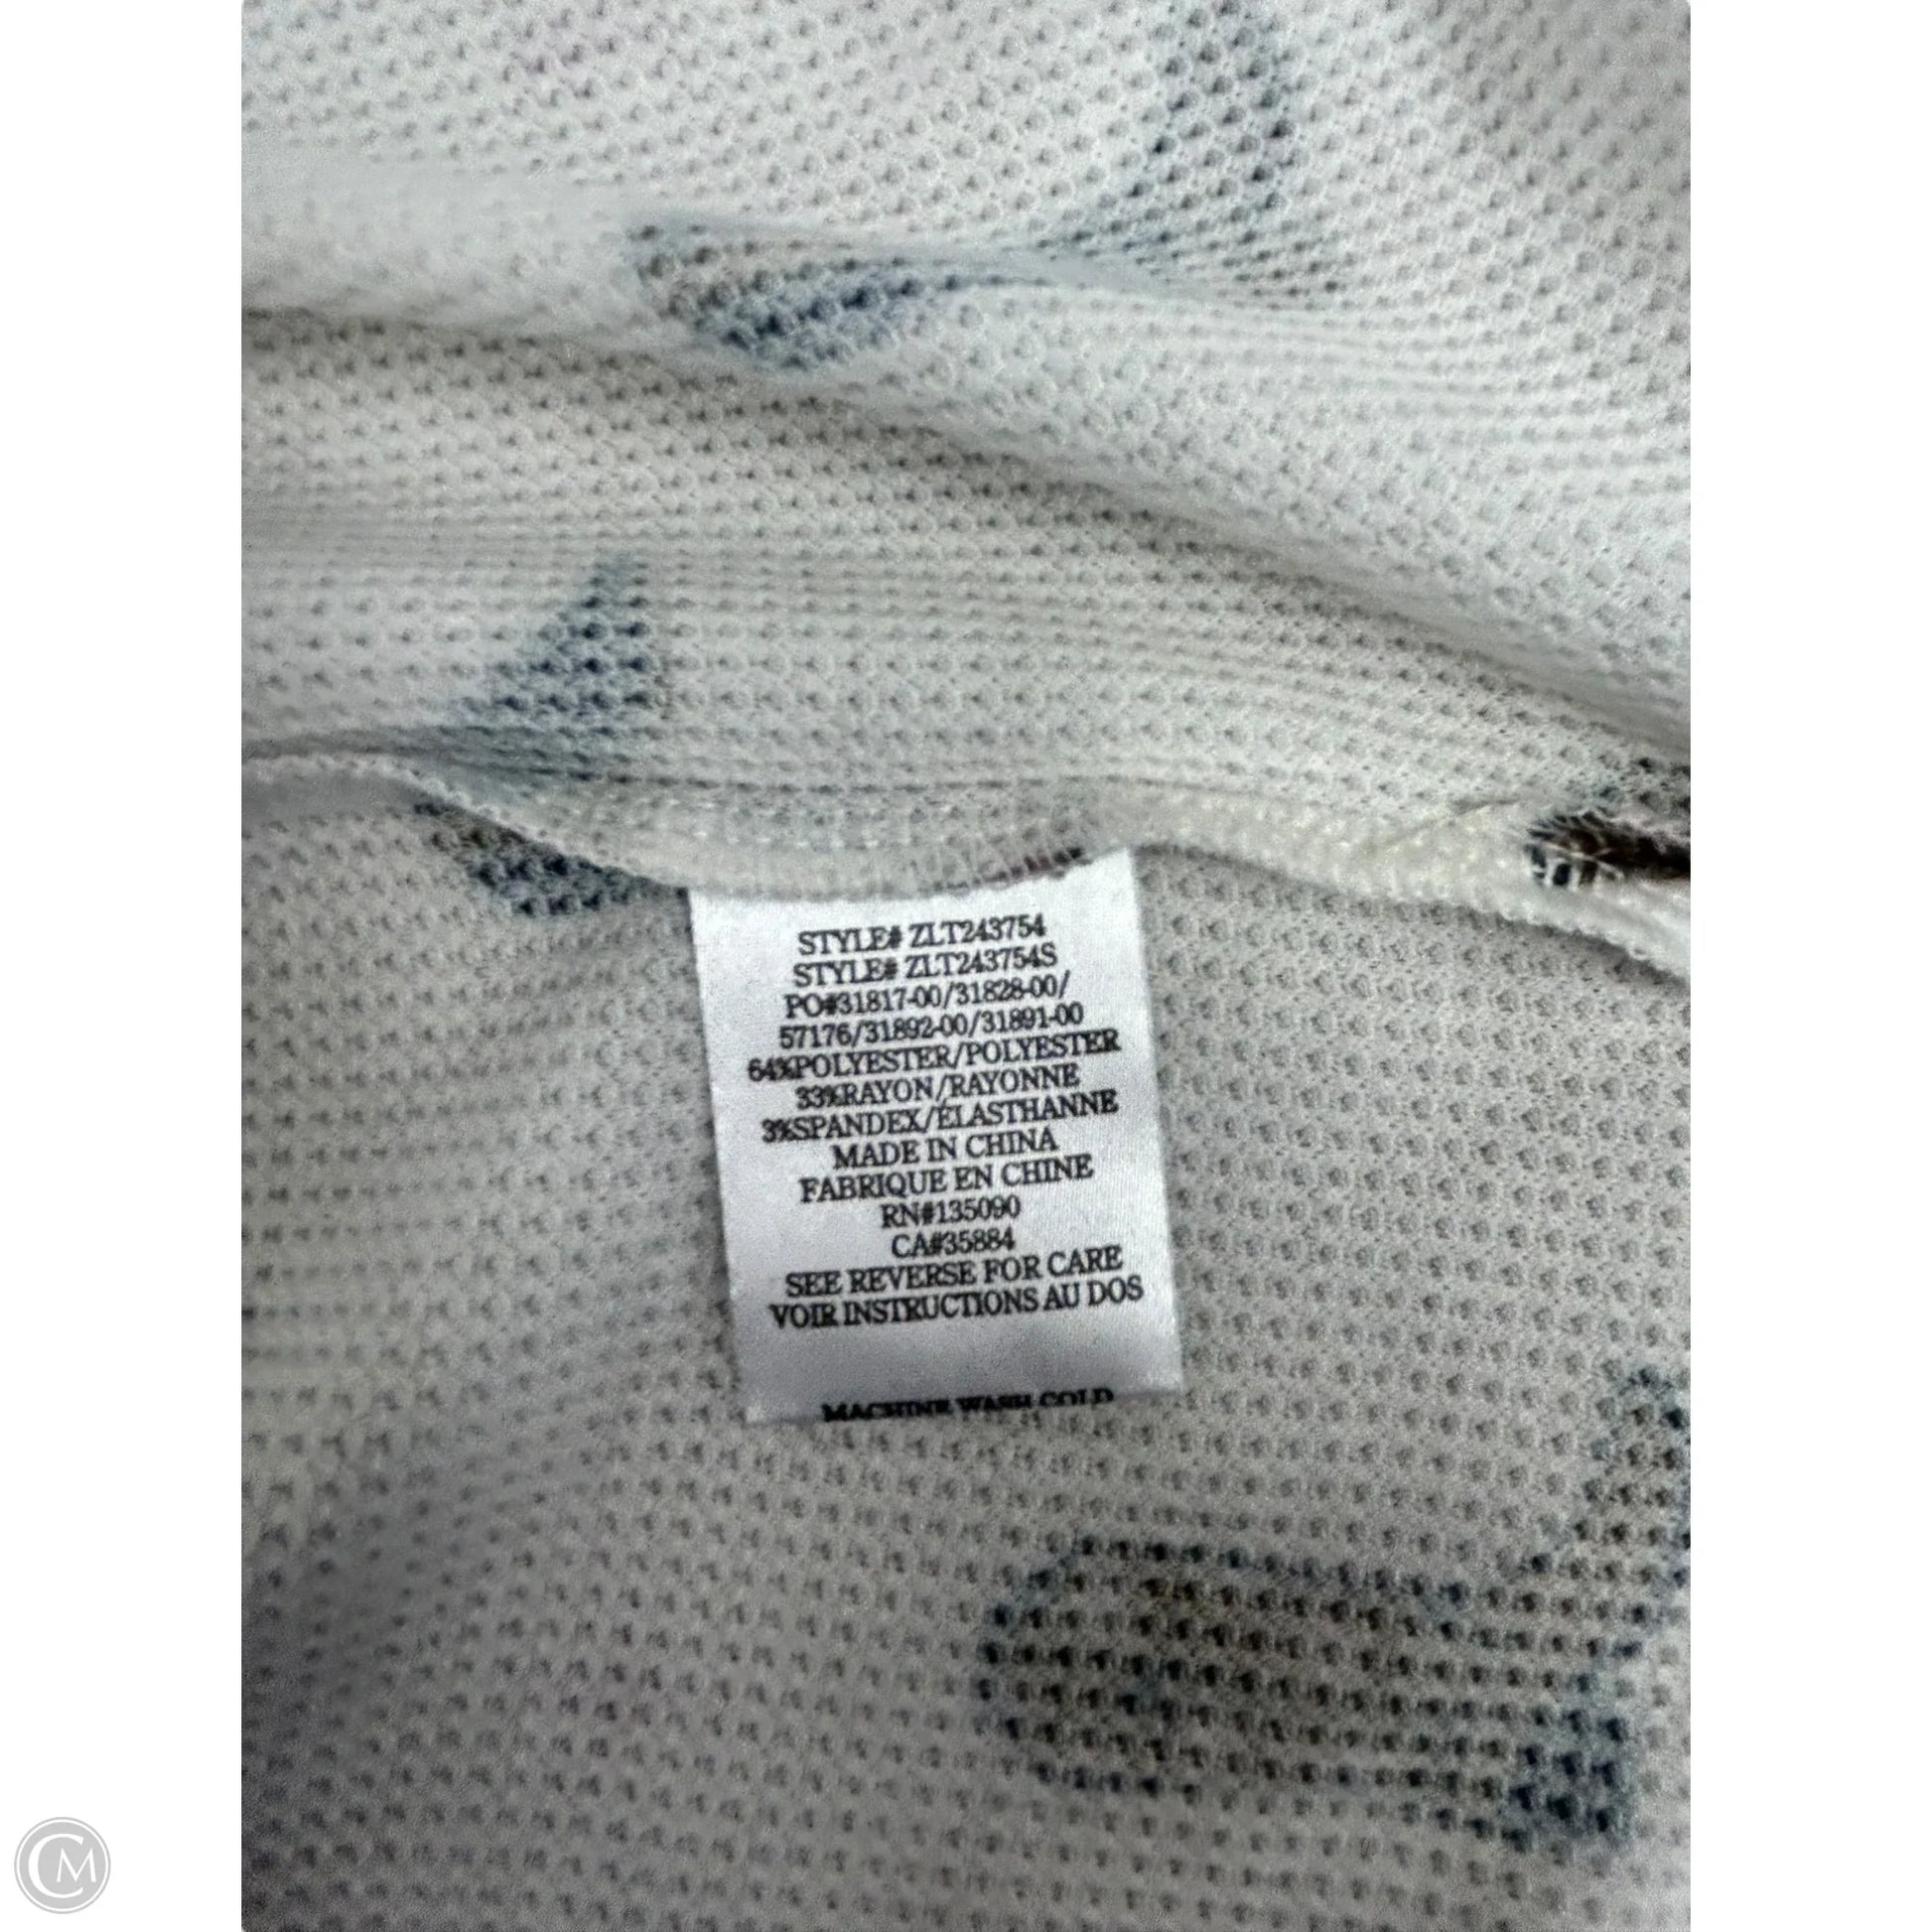 STYLE# ZLT243754
STYLE# ZLT243754S
PO#31817-00/31828-00/
57176/31892-00/31891-00
64%POLYESTER/POLYESTER
33%RAYON/RAYONNE
3%SPANDEX/ÉLASTHANNE
MADE IN CHINA
FABRIQUE EN CHINE
RN#135090
CA#35884
SEE REVERSE FOR CARE
VOIR INSTRUCTIONS AU DOS
MACHINE WASH COLD
CM